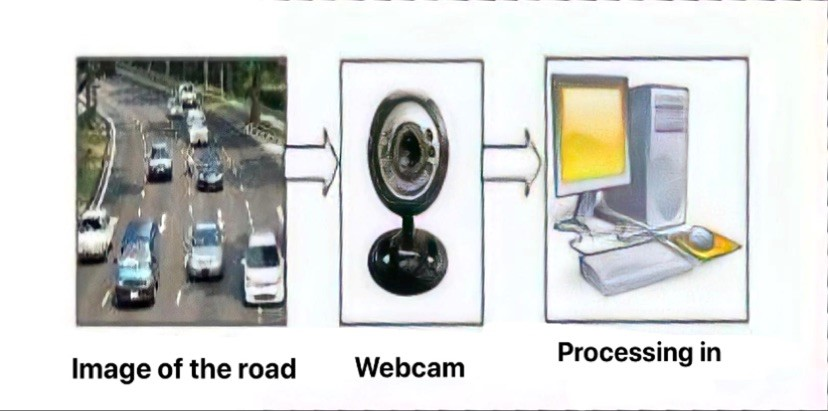 Image of the road
Webcam
Processing in